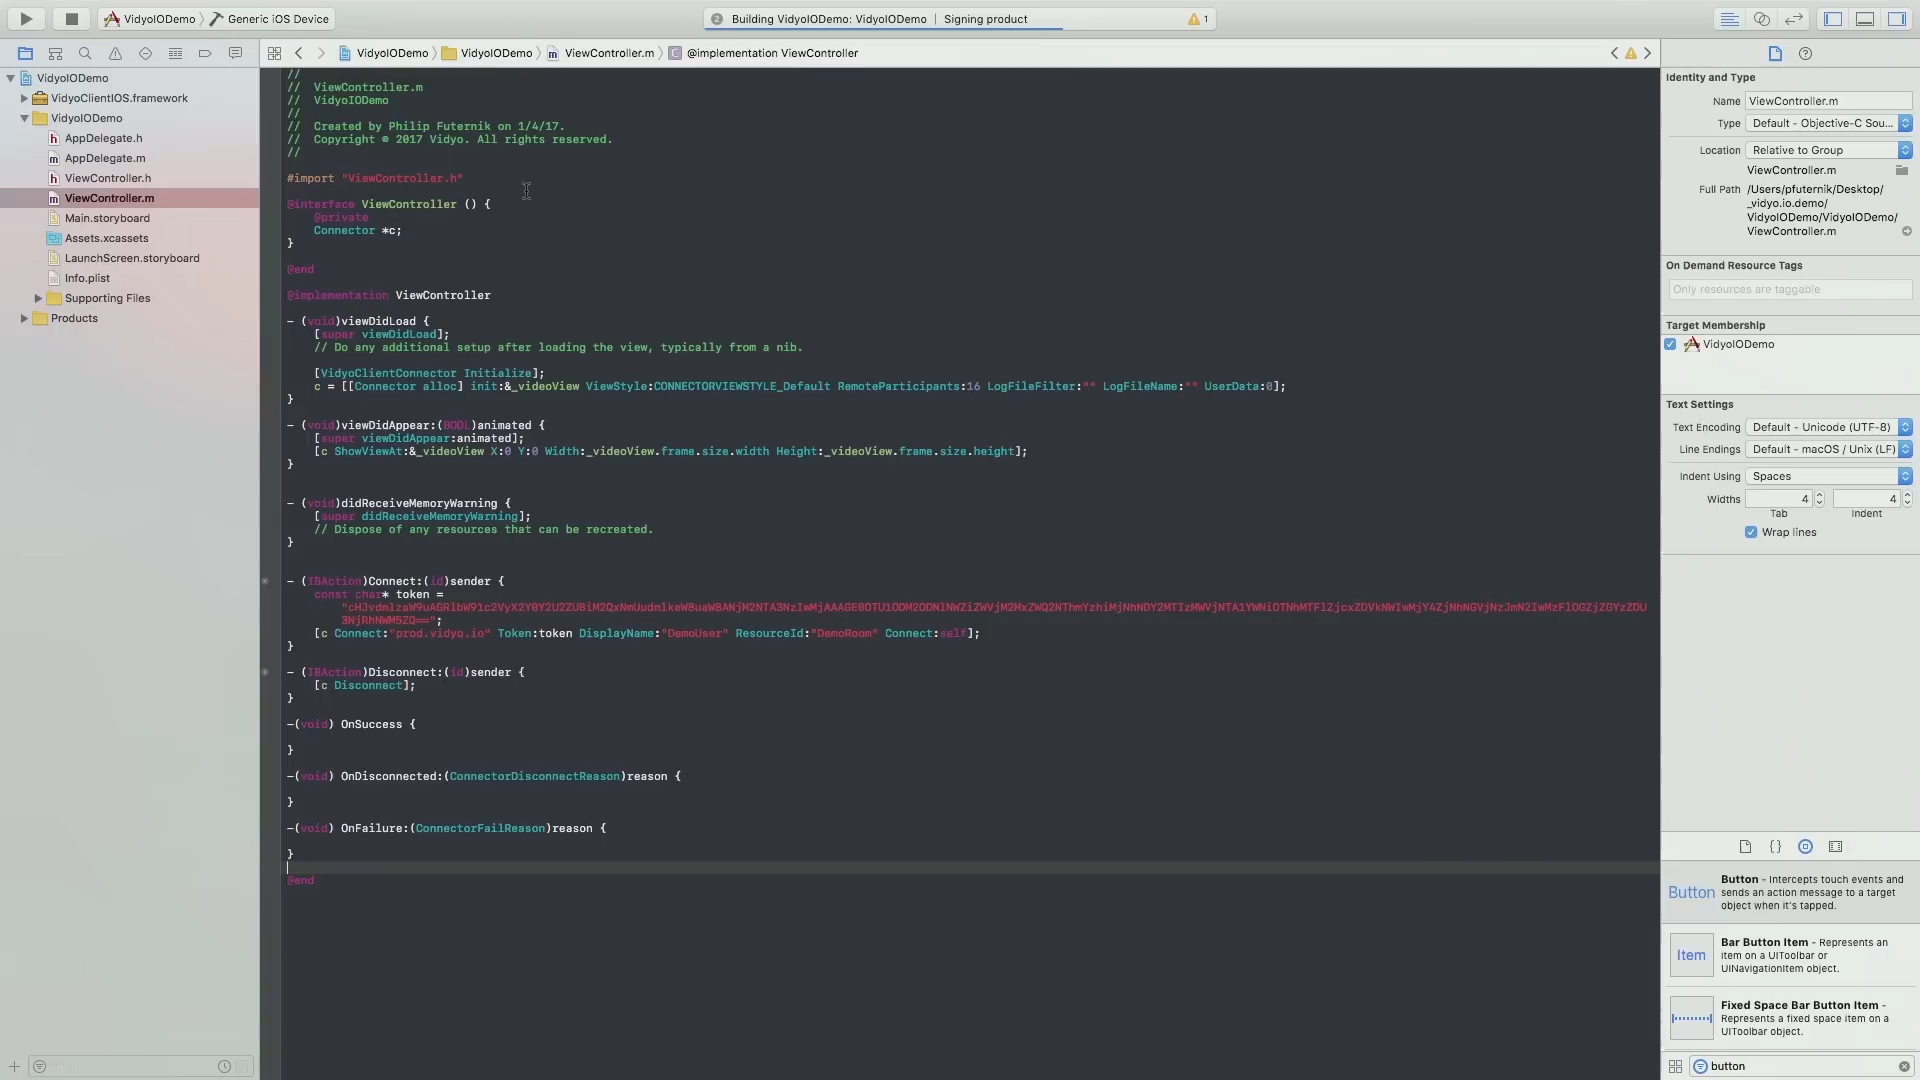 VidyoIODemo Generic iOS Device
2 Building VidyoIODemo: VidyoIODemo | Signing product 1
VidyoIODemo VidyoIODemo ViewController.m @implementation ViewController
VidyoIODemo
VidyoClientIOS.framework
VidyoIODemo
AppDelegate.h
AppDelegate.m
ViewController.h
ViewController.m
Main.storyboard
Assets.xcassets
LaunchScreen.storyboard
Info.plist
Supporting Files
Products
//
// ViewController.m
// VidyoIODemo
//
// Created by Philip Futernik on 1/4/17.
// Copyright © 2017 Vidyo. All rights reserved.
//
#import "ViewController.h"
@interface ViewController () {
@private
Connector *c;
}
@end
@implementation ViewController
- (void)viewDidLoad {
[super viewDidLoad];
// Do any additional setup after loading the view, typically from a nib.
[VidyoClientConnector Initialize];
c = [[Connector alloc] init:&_videoView ViewStyle:CONNECTORVIEWSTYLE_Default RemoteParticipants:16 LogFileFilter:"" LogFileName:"" UserData:0];
}
- (void)viewDidAppear:(BOOL)animated {
[super viewDidAppear:animated];
[c ShowViewAt:&_videoView X:0 Y:0 Width:_videoView.frame.size.width Height:_videoView.frame.size.height];
}
- (void)didReceiveMemoryWarning {
[super didReceiveMemoryWarning];
// Dispose of any resources that can be recreated.
}
- (IBAction)Connect:(id)sender {
const char* token =
[c Connect:"prod.vidyo.io" Token:token DisplayName:"DemoUser" ResourceId:"DemoRoom" Connect:self];
}
- (IBAction)Disconnect:(id)sender {
[c Disconnect];
}
-(void) OnSuccess {
}
-(void) OnDisconnected:(ConnectorDisconnectReason)reason {
}
-(void) OnFailure:(ConnectorFailReason)reason {
}
@end
Identity and Type
Name ViewController.m
Type Default - Objective-C Sou...
Location Relative to Group
ViewController.m
Full Path /Users/pfuternik/Desktop/
_vidyo.io.demo/
VidyoIODemo/VidyoIODemo/
ViewController.m
On Demand Resource Tags
Only resources are taggable
Target Membership
VidyoIODemo
Text Settings
Text Encoding Default - Unicode (UTF-8)
Line Endings Default - macOS / Unix (LF)
Indent Using Spaces
Widths 4 4
Tab Indent
Wrap lines
Button Button - Intercepts touch events and
sends an action message to a target
object when it's tapped.
Item Bar Button Item - Represents an
item on a UIToolbar or
UINavigationItem object.
Fixed Space Bar Button Item -
Represents a fixed space item on a
UIToolbar object.
button